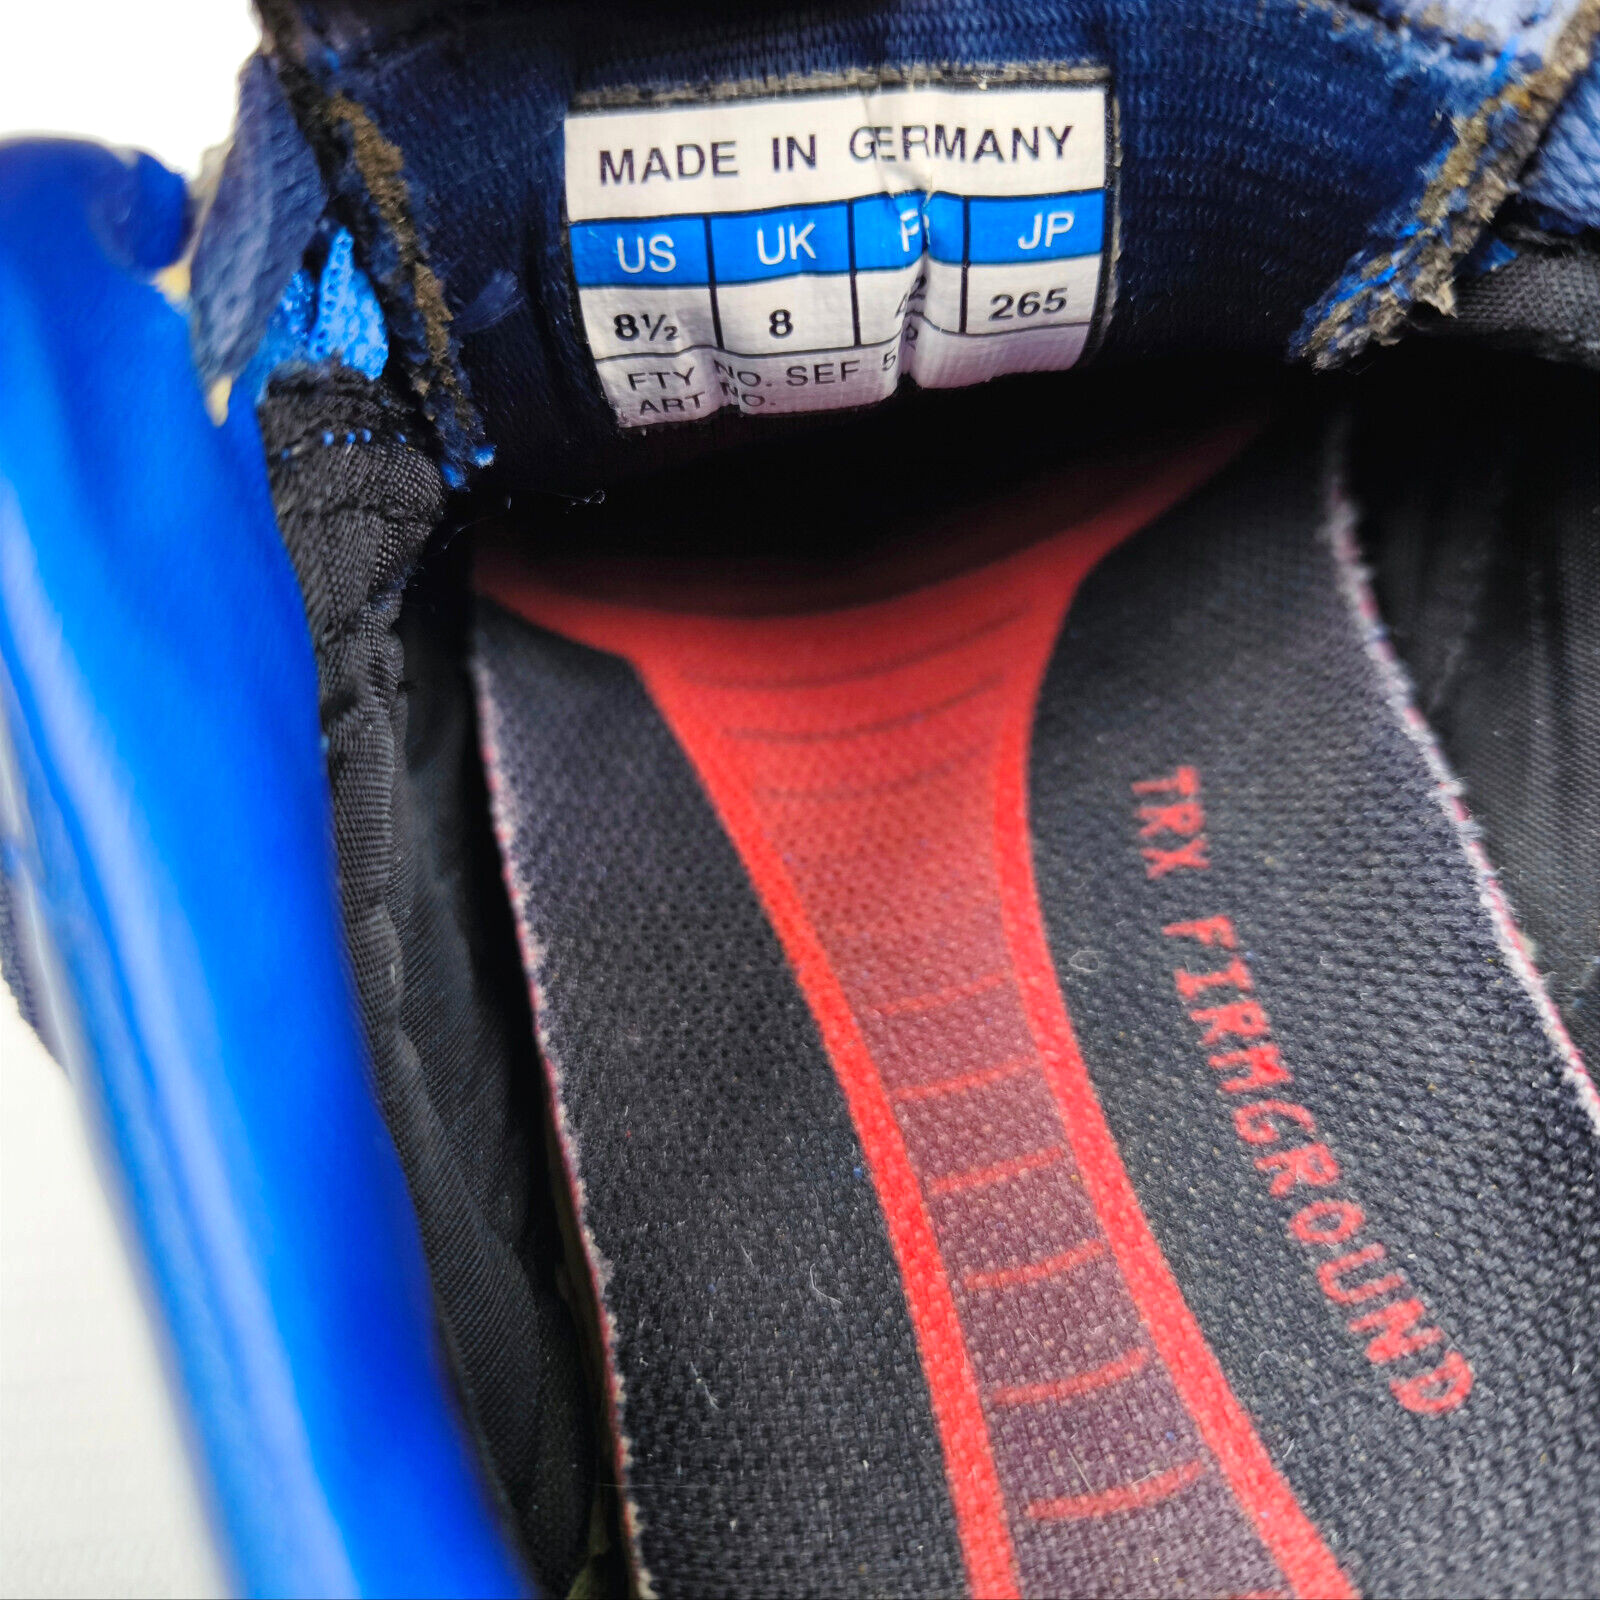 MADE IN GERMANY
US UK JP
8½ 8 265
FTY NO. SEF
ART NO.
TRX FIRMGROUND